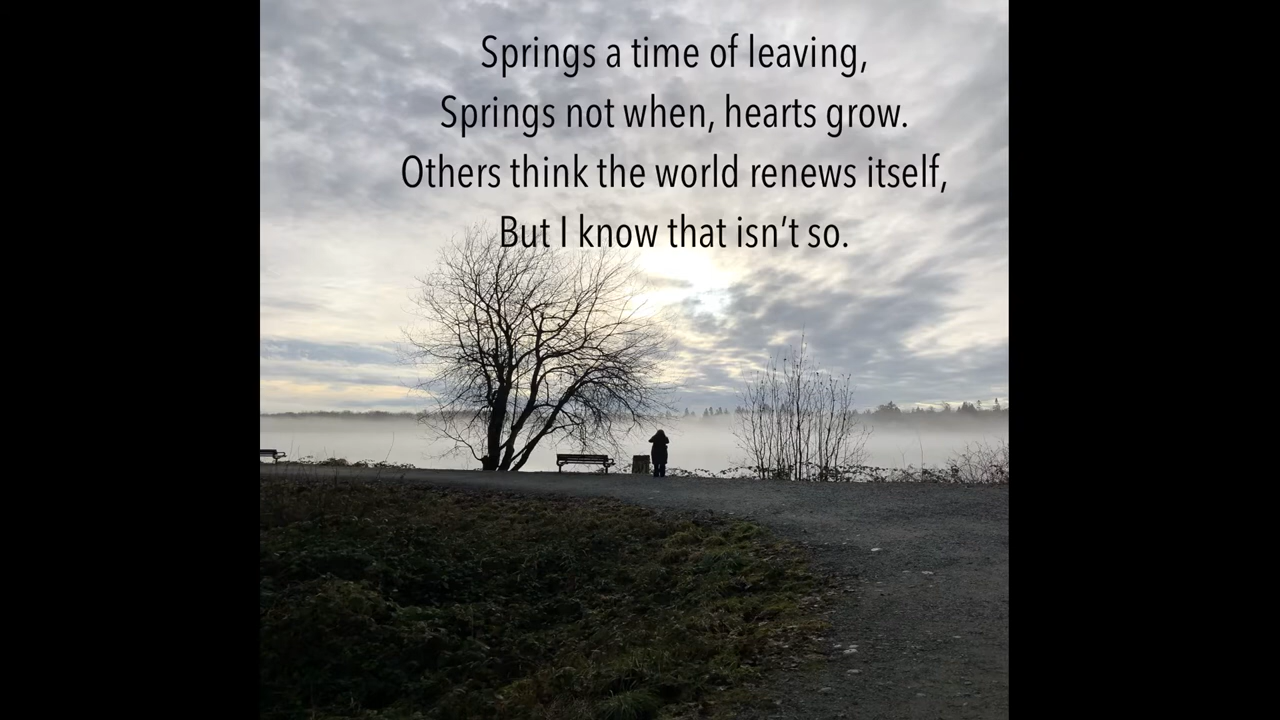 Springs a time of leaving,
Springs not when, hearts grow.
Others think the world renews itself,
But I know that isn’t so.